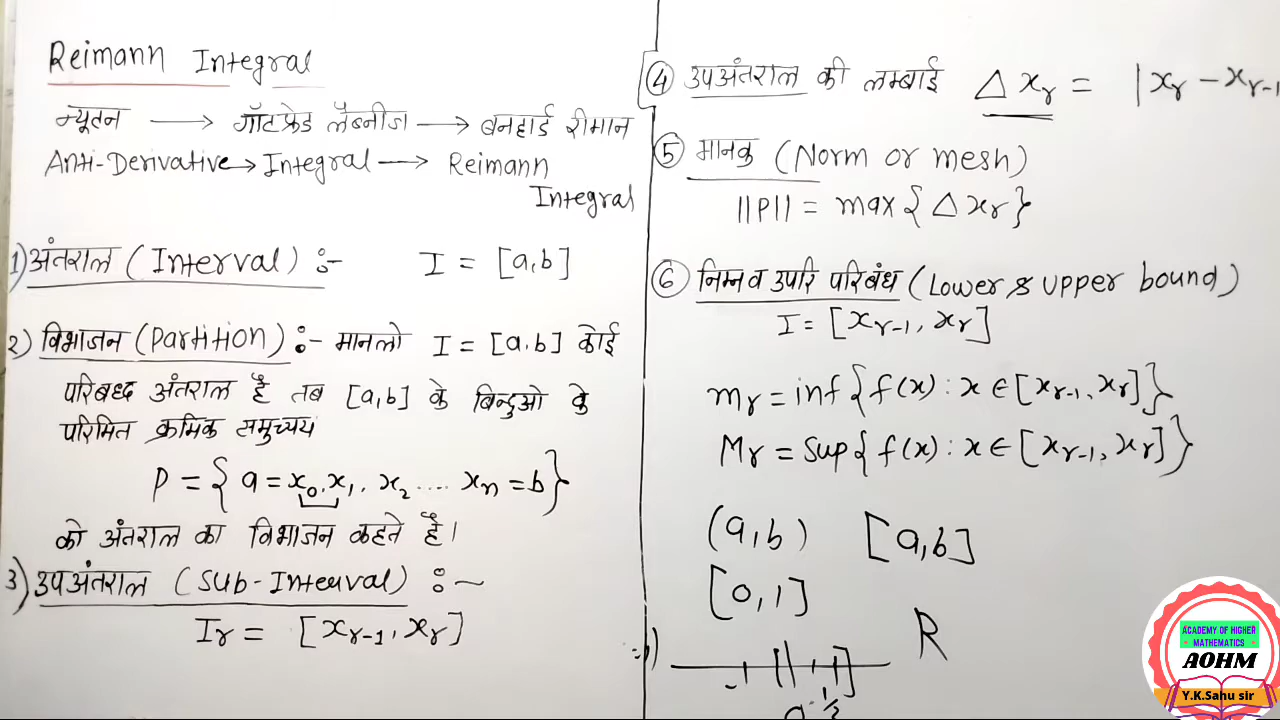 Reimann Integral
न्यूटन → गॉटफ्रेड लैब्नीज → बनहार्ड रीमान
Anti-Derivative → Integral → Reimann
Integral
1) अंतराल (Interval) :- I = [a,b]
2) विभाजन (Partition) :- मानलो I = [a,b] कोई
परिबध्द अंतराल है तब [a,b] के बिन्दुओ के
परिमित क्रमिक समुच्चय
P = { a = x₀, x₁, x₂ .... xₙ = b }
को अंतराल का विभाजन कहते है।
3) उपअंतराल (Sub-Interval) :-
Iᵣ = [xᵣ₋₁, xᵣ]
④ उपअंतराल की लम्बाई Δxᵣ = |xᵣ - xᵣ₋₁
⑤ मानक (Norm or mesh)
||P|| = max{Δxᵣ}
⑥ निम्न व उपरि परिबंध (Lower & upper bound)
I = [xᵣ₋₁, xᵣ]
mᵣ = inf{f(x) : x ∈ [xᵣ₋₁, xᵣ]}
Mᵣ = Sup{f(x) : x ∈ [xᵣ₋₁, xᵣ]}
(a,b) [a,b]
[0,1]
R
ACADEMY OF HIGHER
MATHEMATICS
AOHM
Y.K.Sahu sir